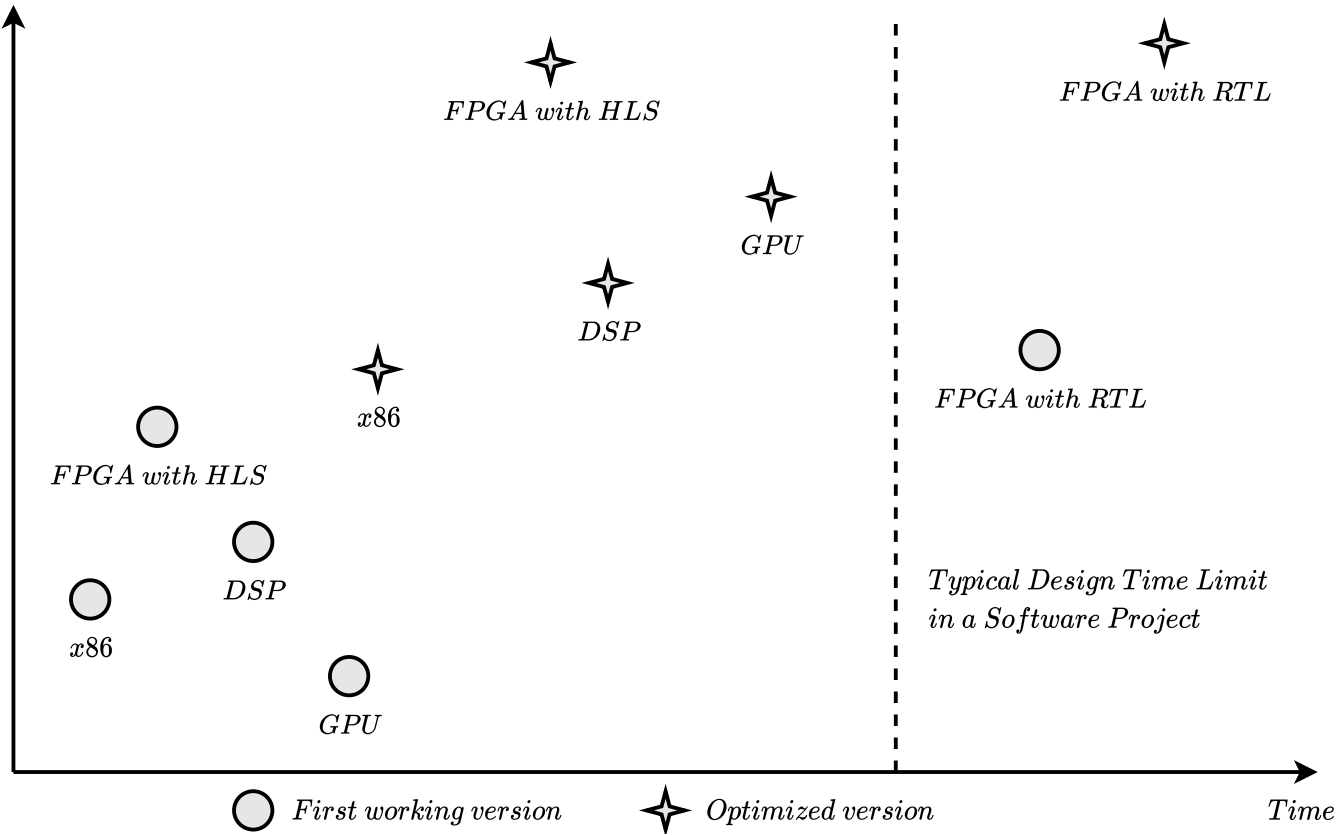 FPGA with RTL
FPGA with HLS
GPU
DSP
FPGA with RTL
x86
FPGA with HLS
Typical Design Time Limit
in a Software Project
DSP
x86
GPU
First working version
Optimized version
Time